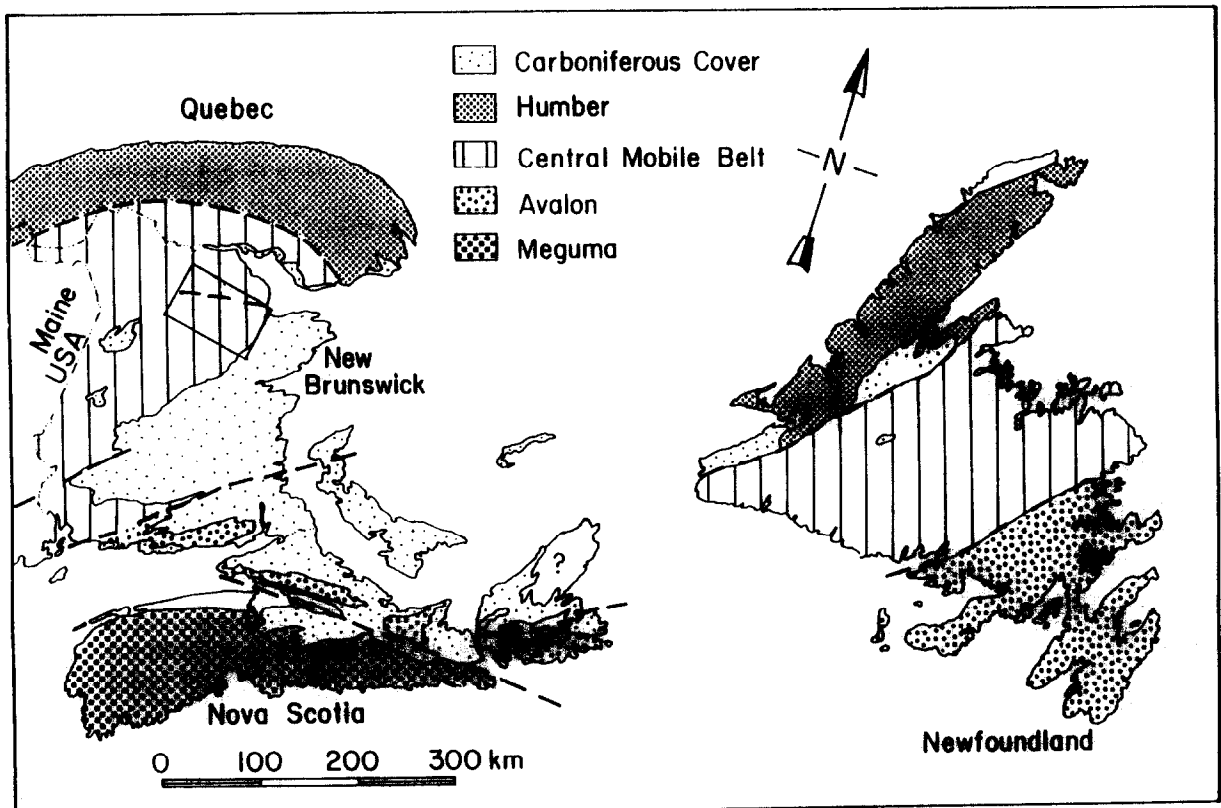 Quebec
Carboniferous Cover
Humber
Central Mobile Belt
Avalon
Meguma
N
Maine
USA
New
Brunswick
?
Nova Scotia
Newfoundland
0 100 200 300 km